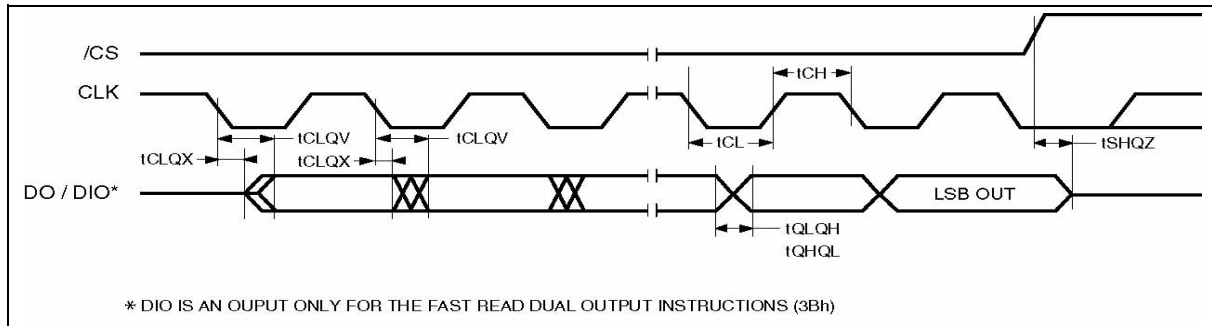 /CS
CLK
tCH
tCLQV
tCLQV
tCL
tSHQZ
tCLQX
tCLQX
DO / DIO*
LSB OUT
tQLQH
tQHQL
* DIO IS AN OUPUT ONLY FOR THE FAST READ DUAL OUTPUT INSTRUCTIONS (3Bh)